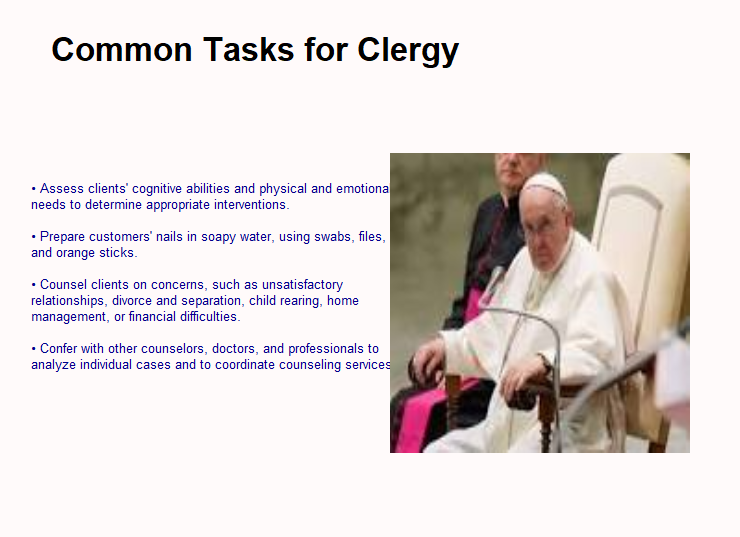 Common Tasks for Clergy
• Assess clients' cognitive abilities and physical and emotiona
needs to determine appropriate interventions.
• Prepare customers' nails in soapy water, using swabs, files,
and orange sticks.
• Counsel clients on concerns, such as unsatisfactory
relationships, divorce and separation, child rearing, home
management, or financial difficulties.
• Confer with other counselors, doctors, and professionals to
analyze individual cases and to coordinate counseling services